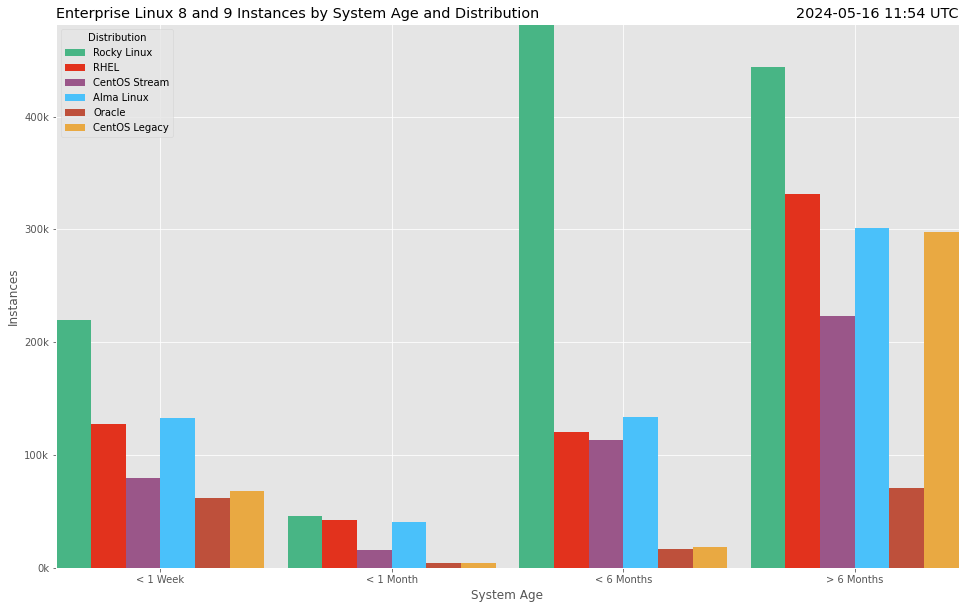 Enterprise Linux 8 and 9 Instances by System Age and Distribution
2024-05-16 11:54 UTC
Distribution
Rocky Linux
RHEL
CentOS Stream
Alma Linux
Oracle
CentOS Legacy
400k
300k
200k
100k
0k
Instances
< 1 Week
< 1 Month
< 6 Months
> 6 Months
System Age